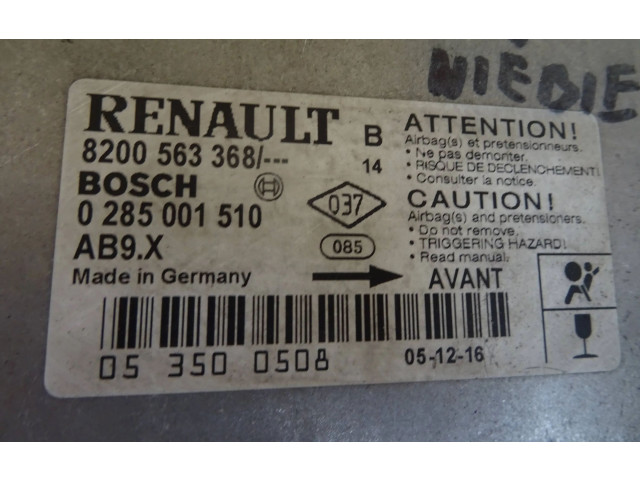 NIEBIE
RENAULT B
8200 563 368/--- 14
BOSCH
0 285 001 510
AB9.X
Made in Germany
037
085
ATTENTION!
Airbag(s) et pretensionneurs.
• Ne pas demonter.
• RISQUE DE DECLENCHEMENT!
• Consulter la notice.
CAUTION!
Airbag(s) and pretensioners.
• Do not remove.
• TRIGGERING HAZARD!
• Read manual.
AVANT
05 350 0508
05-12-16